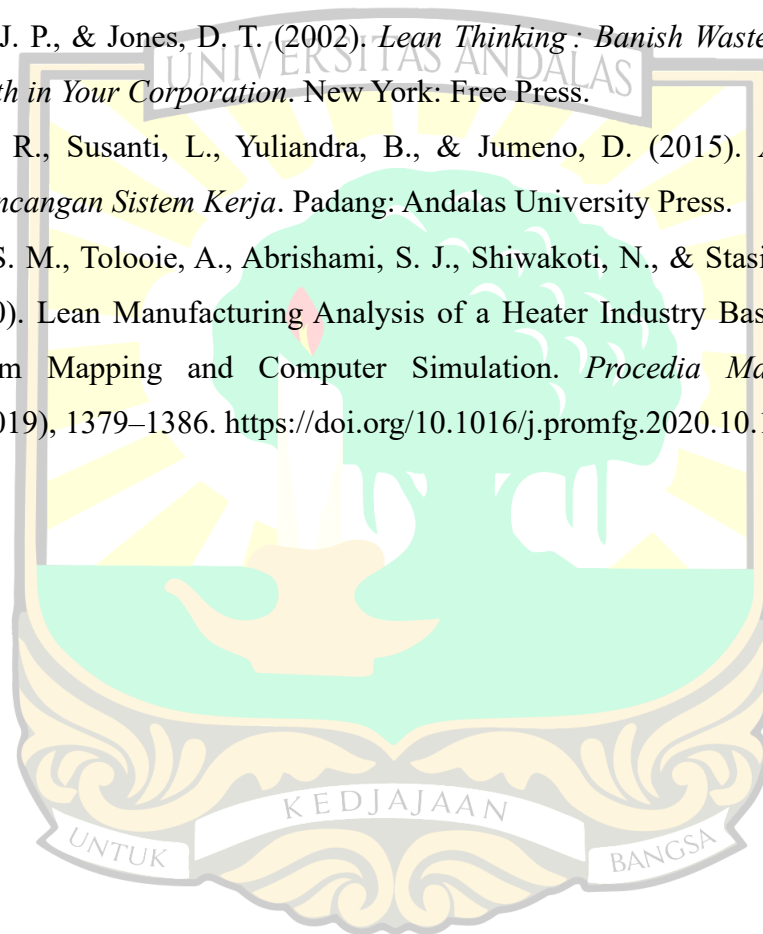 J. P., & Jones, D. T. (2002). Lean Thinking : Banish Waste
th in Your Corporation. New York: Free Press.
R., Susanti, L., Yuliandra, B., & Jumeno, D. (2015).
ncangan Sistem Kerja. Padang: Andalas University Press.
S. M., Tolooie, A., Abrishami, S. J., Shiwakoti, N., & Stasi
0). Lean Manufacturing Analysis of a Heater Industry Bas
m Mapping and Computer Simulation. Procedia Ma
019), 1379–1386. https://doi.org/10.1016/j.promfg.2020.10.1
UNIVERSITAS ANDALAS
KEDJAJAAN
UNTUK
BANGSA